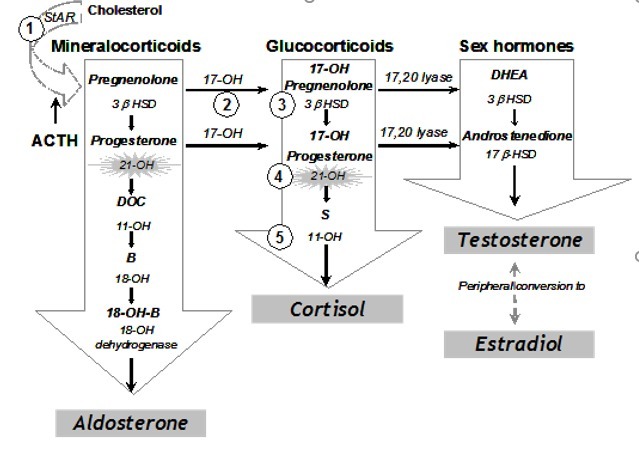 Cholesterol
1
StAR
Mineralocorticoids
Glucocorticoids
Sex hormones
Pregnenolone
17-OH
2
17-OH
Pregnenolone
17,20 lyase
DHEA
3 β HSD
3
3 β HSD
3 β HSD
ACTH
Progesterone
17-OH
17-OH
Progesterone
17,20 lyase
Androstenedione
17 β-HSD
21-OH
4
21-OH
DOC
S
11-OH
5
11-OH
B
18-OH
18-OH-B
18-OH
dehydrogenase
Aldosterone
Cortisol
Testosterone
Peripheral conversion to
Estradiol